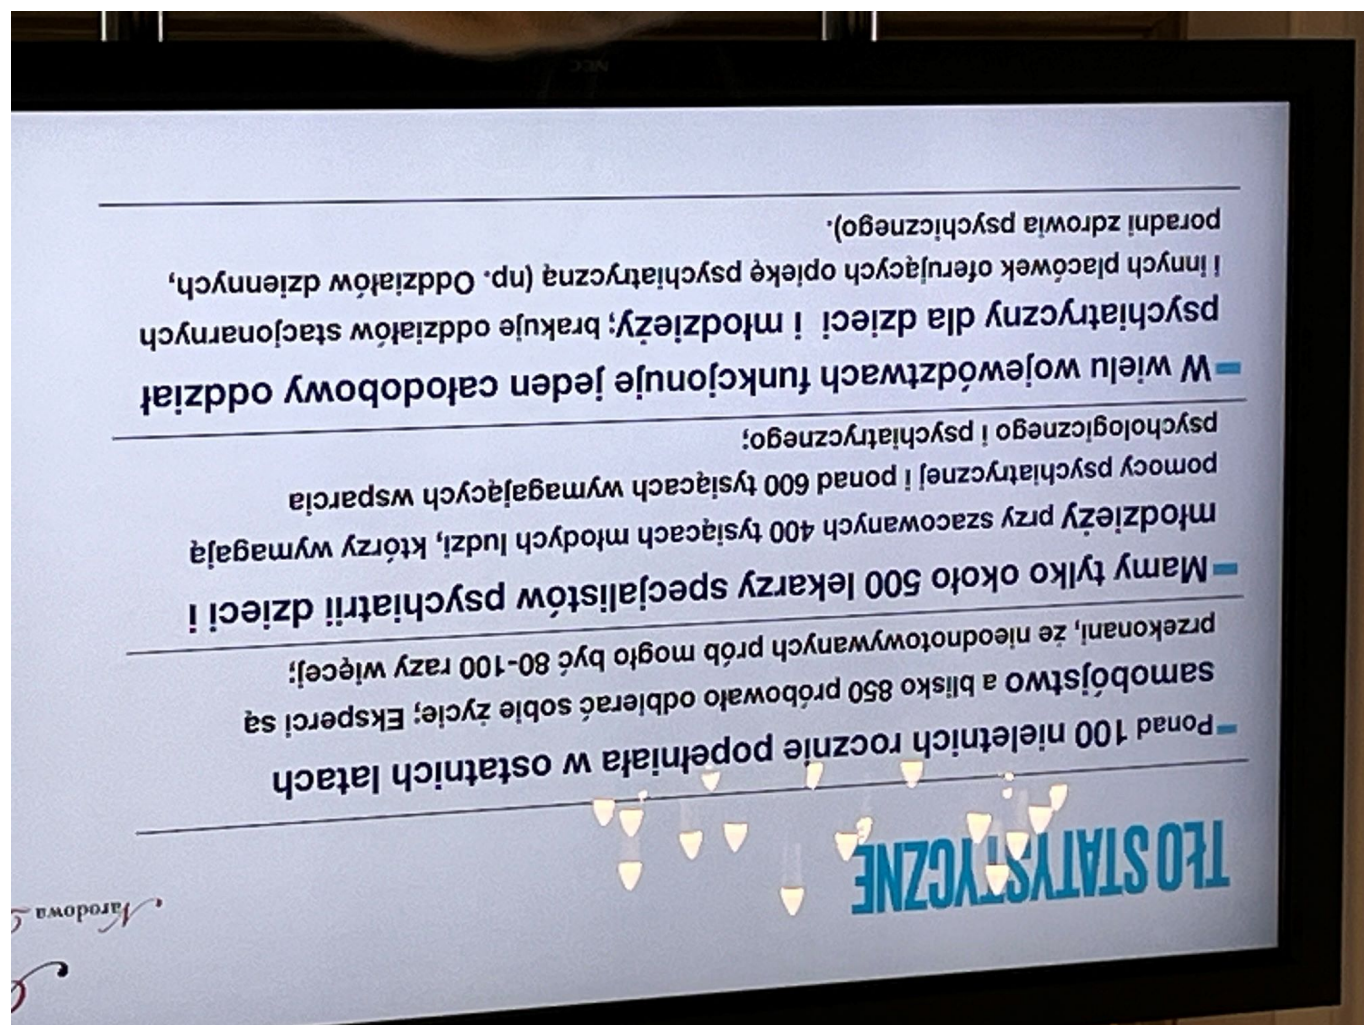 Narodowa
TŁO STATYSTYCZNE
Ponad 100 nieletnich rocznie popełniała w ostatnich latach
samobójstwo a blisko 850 próbowało odbierać sobie życie; Eksperci są
przekonani, że nieodnotowywanych prób mogło być 80-100 razy więcej;
Mamy tylko około 500 lekarzy specjalistów psychiatrii dzieci i
młodzieży przy szacowanych 400 tysiącach młodych ludzi, którzy wymagają
pomocy psychiatrycznej i ponad 600 tysiącach wymagających wsparcia
psychologicznego i psychiatrycznego;
W wielu województwach funkcjonuje jeden całodobowy oddział
psychiatryczny dla dzieci i młodzieży; brakuje oddziałów stacjonarnych
i innych placówek oferujących opiekę psychiatryczną (np. Oddziałów dziennych,
poradni zdrowia psychicznego).
NEC